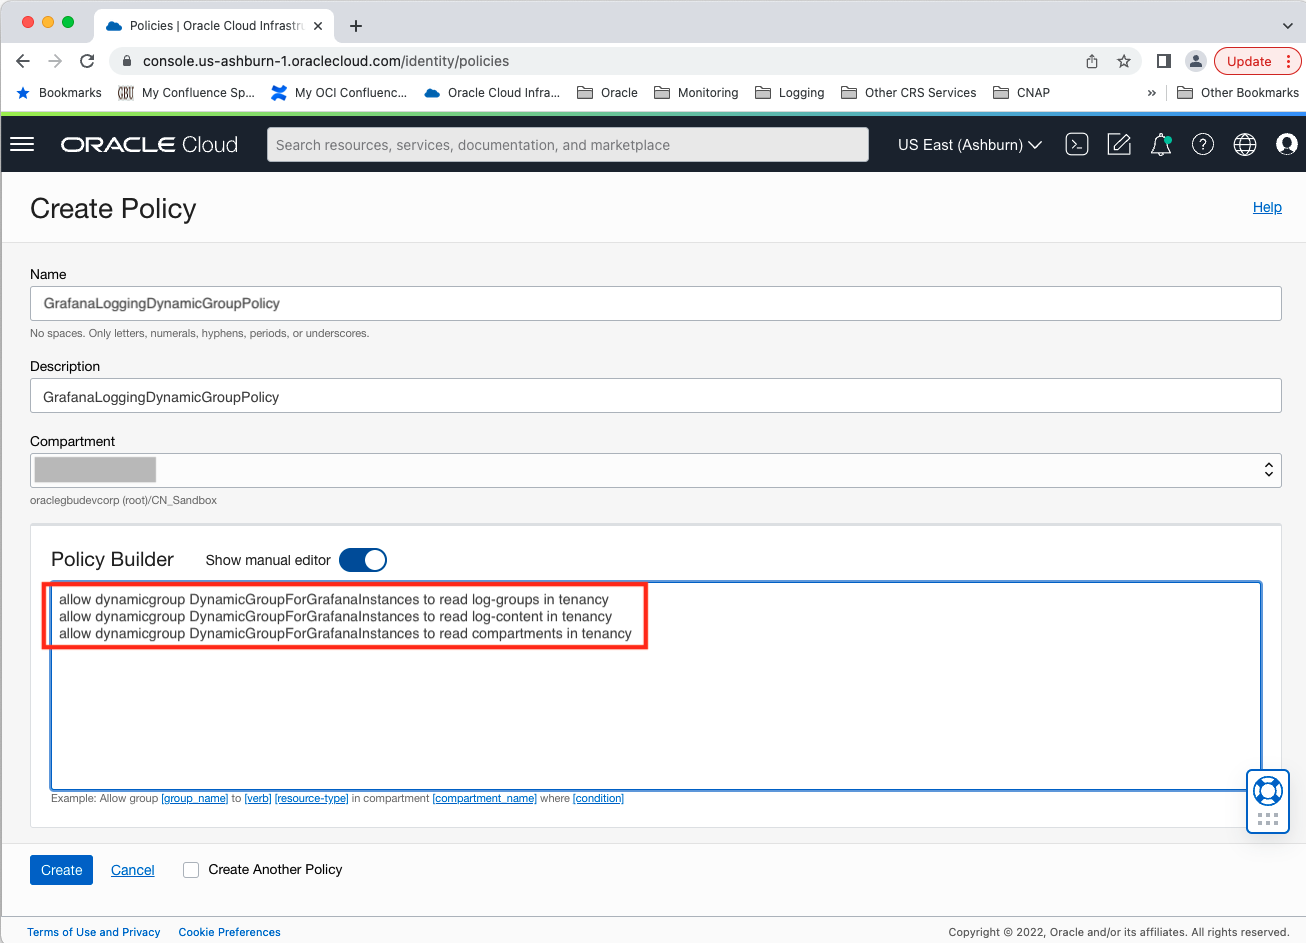 Policies | Oracle Cloud Infrastru
console.us-ashburn-1.oraclecloud.com/identity/policies
Update
Bookmarks
My Confluence Sp...
My OCI Confluenc...
Oracle Cloud Infra...
Oracle
Monitoring
Logging
Other CRS Services
CNAP
»
Other Bookmarks
ORACLE Cloud
Search resources, services, documentation, and marketplace
US East (Ashburn)
Create Policy
Help
Name
GrafanaLoggingDynamicGroupPolicy
No spaces. Only letters, numerals, hyphens, periods, or underscores.
Description
GrafanaLoggingDynamicGroupPolicy
Compartment
oraclegbudevcorp (root)/CN_Sandbox
Policy Builder
Show manual editor
allow dynamicgroup DynamicGroupForGrafanaInstances to read log-groups in tenancy
allow dynamicgroup DynamicGroupForGrafanaInstances to read log-content in tenancy
allow dynamicgroup DynamicGroupForGrafanaInstances to read compartments in tenancy
Example: Allow group [group_name] to [verb] [resource-type] in compartment [compartment_name] where [condition]
Create
Cancel
Create Another Policy
Terms of Use and Privacy
Cookie Preferences
Copyright © 2022, Oracle and/or its affiliates. All rights reserved.